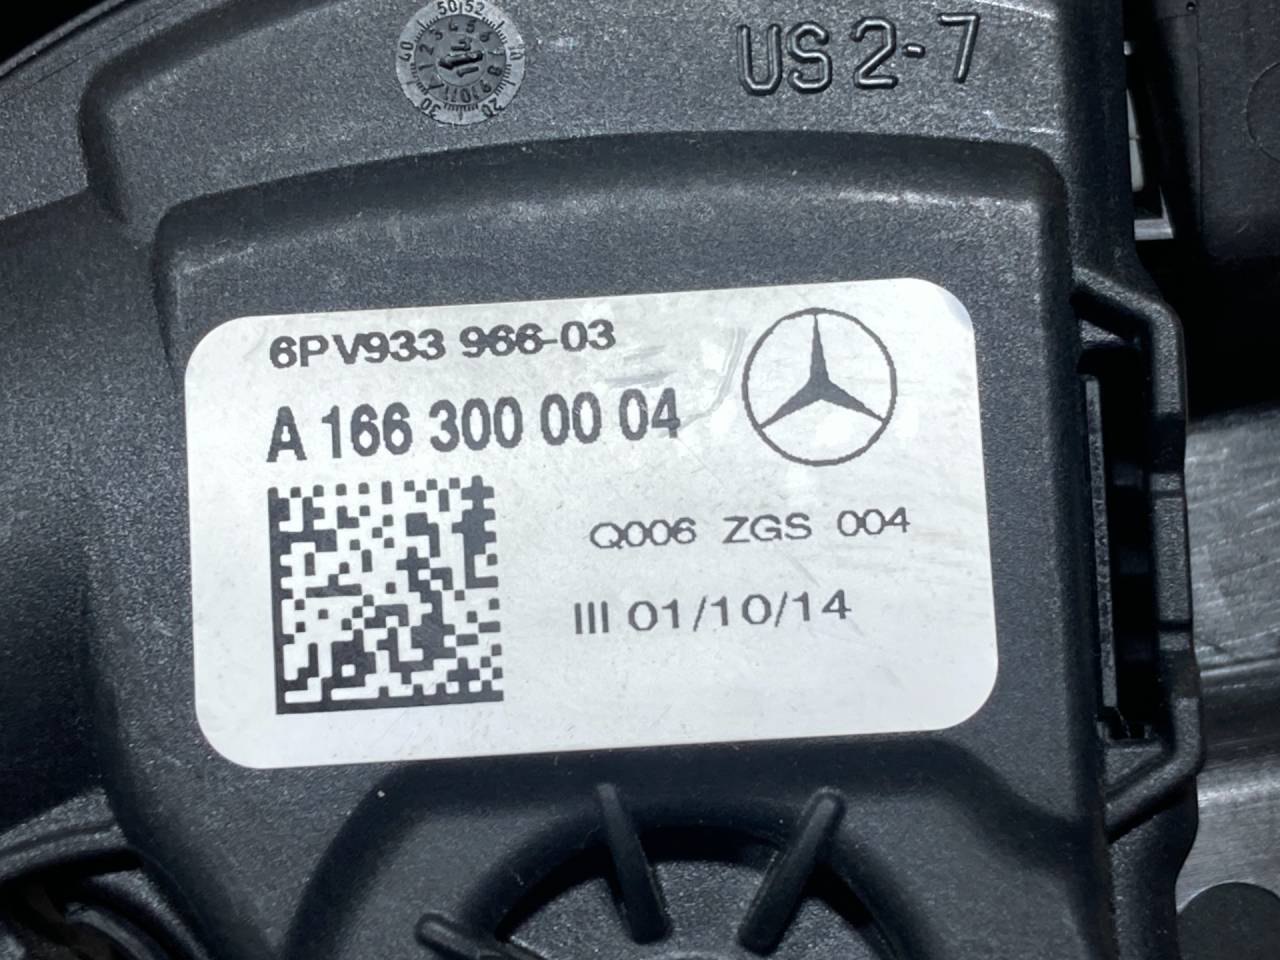 US 2-7
6PV933 966-03
A 166 300 00 04
Q006 ZGS 004
III 01/10/14